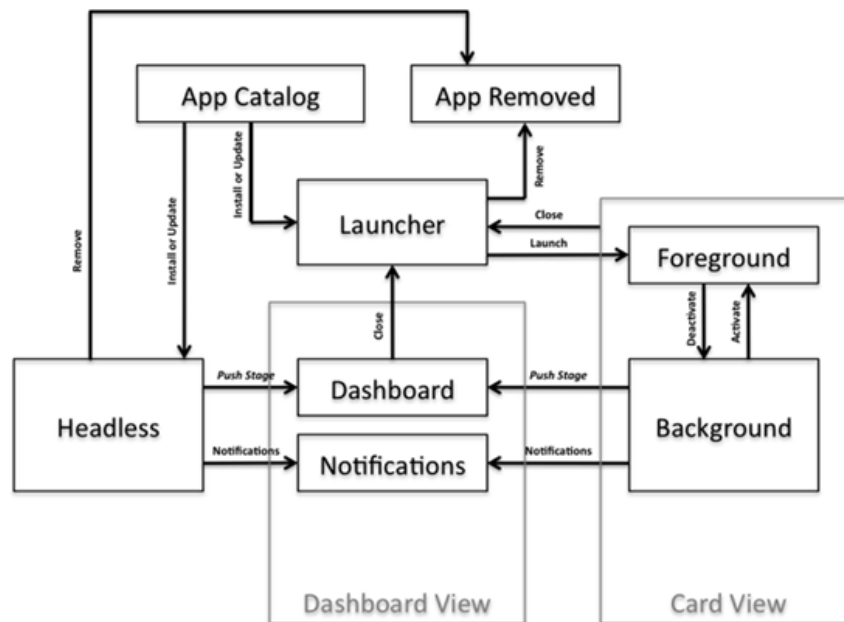 App Catalog
App Removed
Install or Update
Remove
Launcher
Close
Launch
Foreground
Remove
Install or Update
Close
Deactivate
Activate
Headless
Push Stage
Dashboard
Push Stage
Background
Notifications
Notifications
Notifications
Dashboard View
Card View